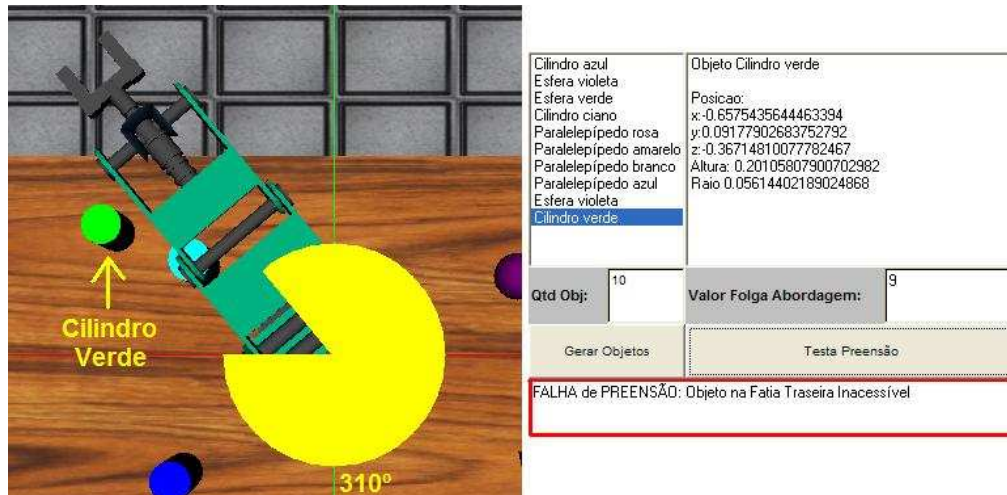 Cilindro
Verde
310º
Cilindro azul
Esfera violeta
Esfera verde
Cilindro ciano
Paralelepípedo rosa
Paralelepípedo amarelo
Paralelepípedo branco
Paralelepípedo azul
Esfera violeta
Cilindro verde
Objeto Cilindro verde
Posicao:
x:-0.6575435644463394
y:0.09177902683752792
z:-0.36714810077782467
Altura: 0.20105807900702982
Raio 0.05614402189024868
Qtd Obj:
10
Valor Folga Abordagem:
9
Gerar Objetos
Testa Preensão
FALHA de PREENSÃO: Objeto na Fatia Traseira Inacessível